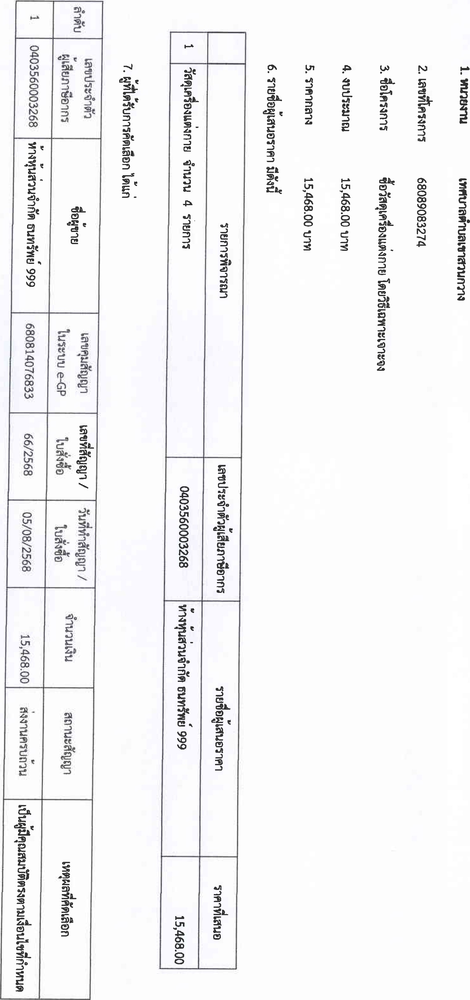 1. หน่วยงาน เทศบาลตำบลเขาสวนกวาง
2. เลขที่โครงการ 68089083274
3. ชื่อโครงการ ซื้อวัสดุเครื่องแต่งกาย โดยวิธีเฉพาะเจาะจง
4. งบประมาณ 15,468.00 บาท
5. ราคากลาง 15,468.00 บาท
6. รายชื่อผู้เสนอราคา มีดังนี้
รายการพิจารณา เลขประจำตัวผู้เสียภาษีอากร รายชื่อผู้เสนอราคา ราคาที่เสนอ
1 วัสดุเครื่องแต่งกาย จำนวน 4 รายการ 0403560003268 ห้างหุ้นส่วนจำกัด ธนทรัพย์ 999 15,468.00
7. ผู้ที่ได้รับการคัดเลือก ได้แก่
ลำดับ เลขประจำตัว ชื่อผู้ขาย เลขคุมสัญญา เลขที่สัญญา / วันที่ทำสัญญา / จำนวนเงิน สถานะสัญญา เหตุผลที่คัดเลือก
ผู้เสียภาษีอากร ในระบบ e-GP ใบสั่งซื้อ ใบสั่งซื้อ
1 0403560003268 ห้างหุ้นส่วนจำกัด ธนทรัพย์ 999 680814076833 66/2568 05/08/2568 15,468.00 ส่งงานครบถ้วน เป็นผู้มีคุณสมบัติตรงตามเงื่อนไขที่กำหนด